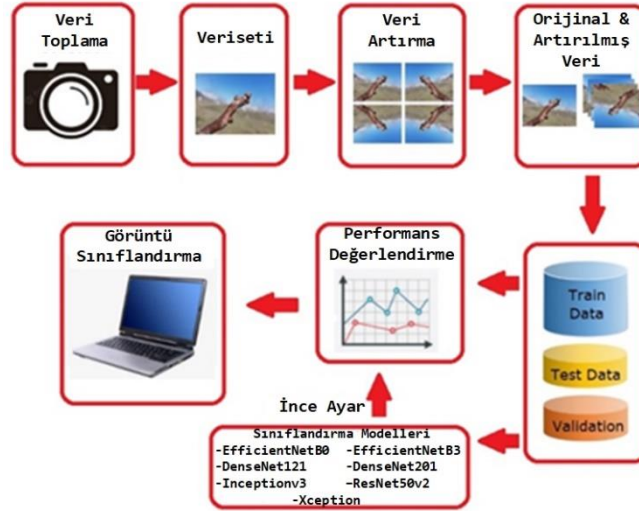 Veri
Toplama
Veriseti
Veri
Artırma
Orijinal &
Artırılmış
Veri
Train
Data
Test Data
Validation
Performans
Değerlendirme
Görüntü
Sınıflandırma
İnce Ayar
Sınıflandırma Modelleri
-EfficientNetB0 -EfficientNetB3
-DenseNet121 -DenseNet201
-Inceptionv3 -ResNet50v2
-Xception